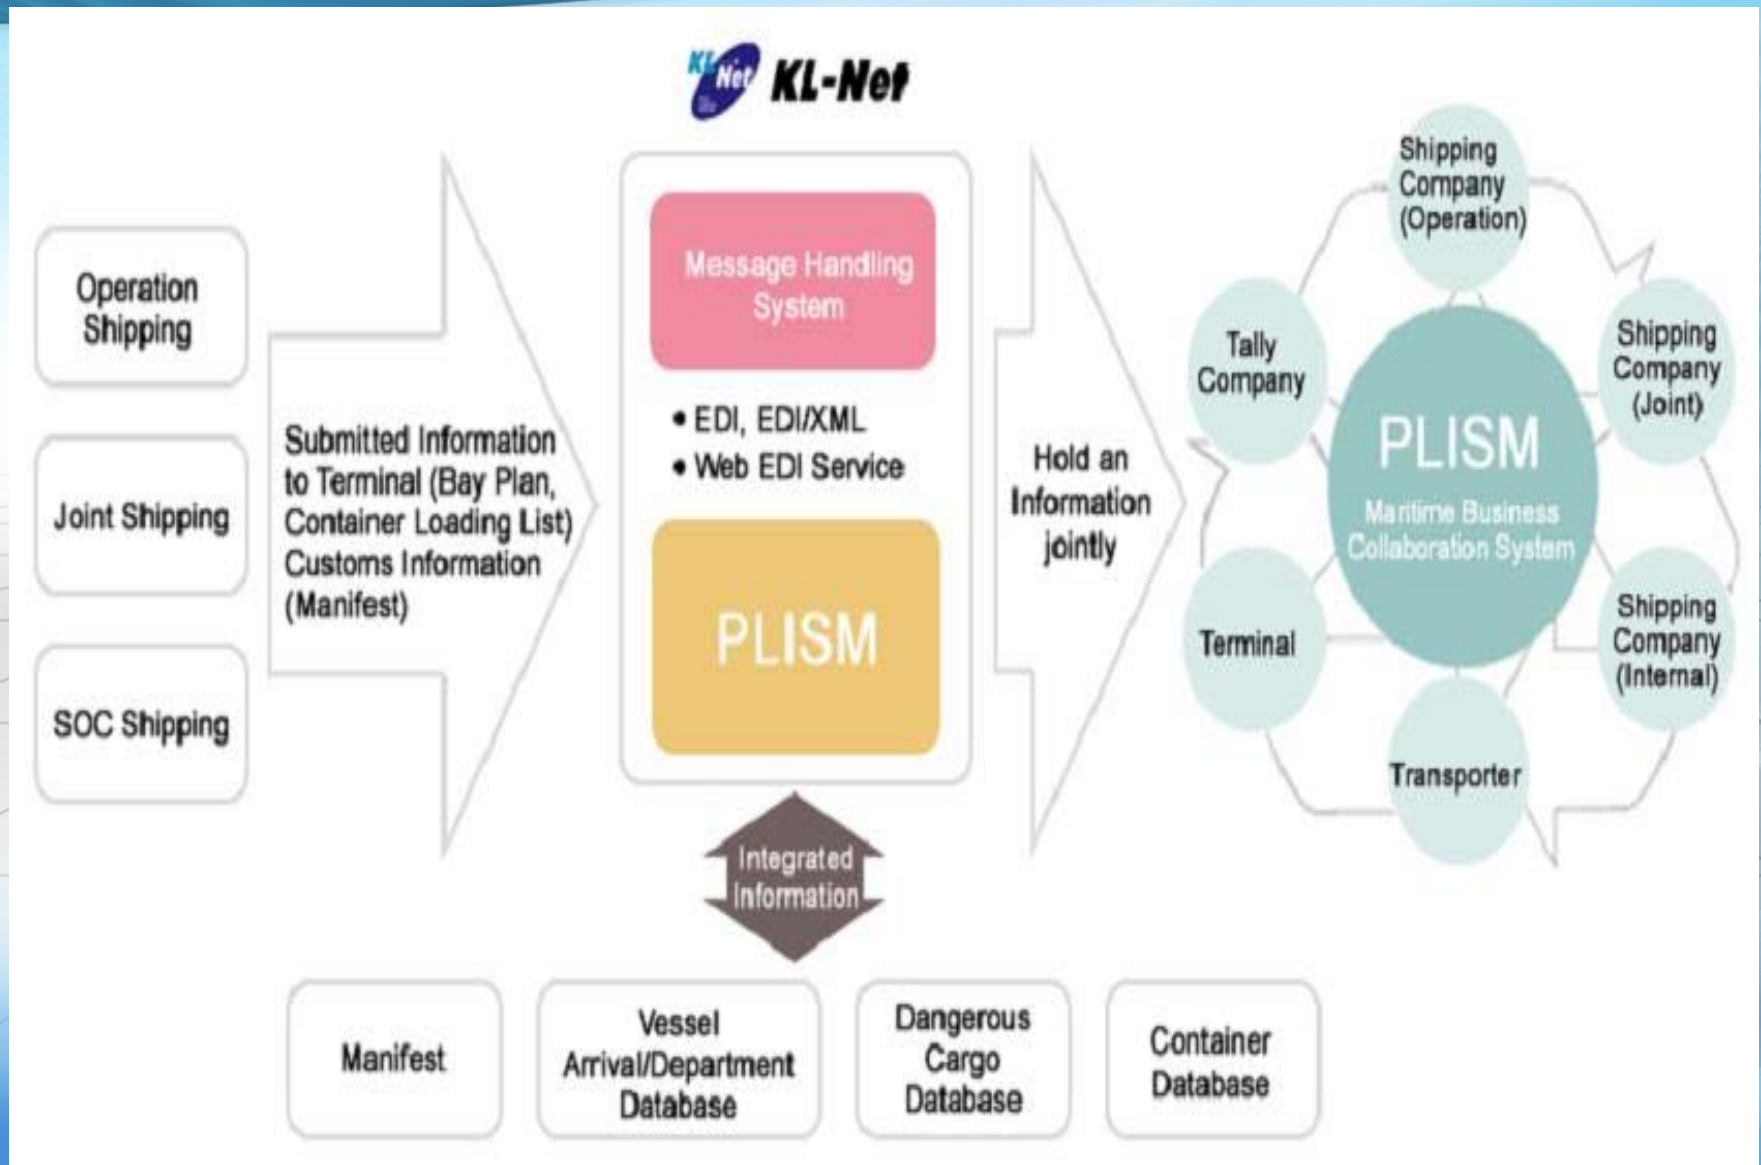 KL Net
KL-Net
Operation
Shipping
Joint Shipping
SOC Shipping
Submitted Information
to Terminal (Bay Plan,
Container Loading List)
Customs Information
(Manifest)
Message Handling
System
• EDI, EDI/XML
• Web EDI Service
PLISM
Integrated
Information
Hold an
Information
jointly
Shipping
Company
(Operation)
Shipping
Company
(Joint)
Shipping
Company
(Internal)
Transporter
Terminal
Tally
Company
PLISM
Maritime Business
Collaboration System
Manifest
Vessel
Arrival/Department
Database
Dangerous
Cargo
Database
Container
Database